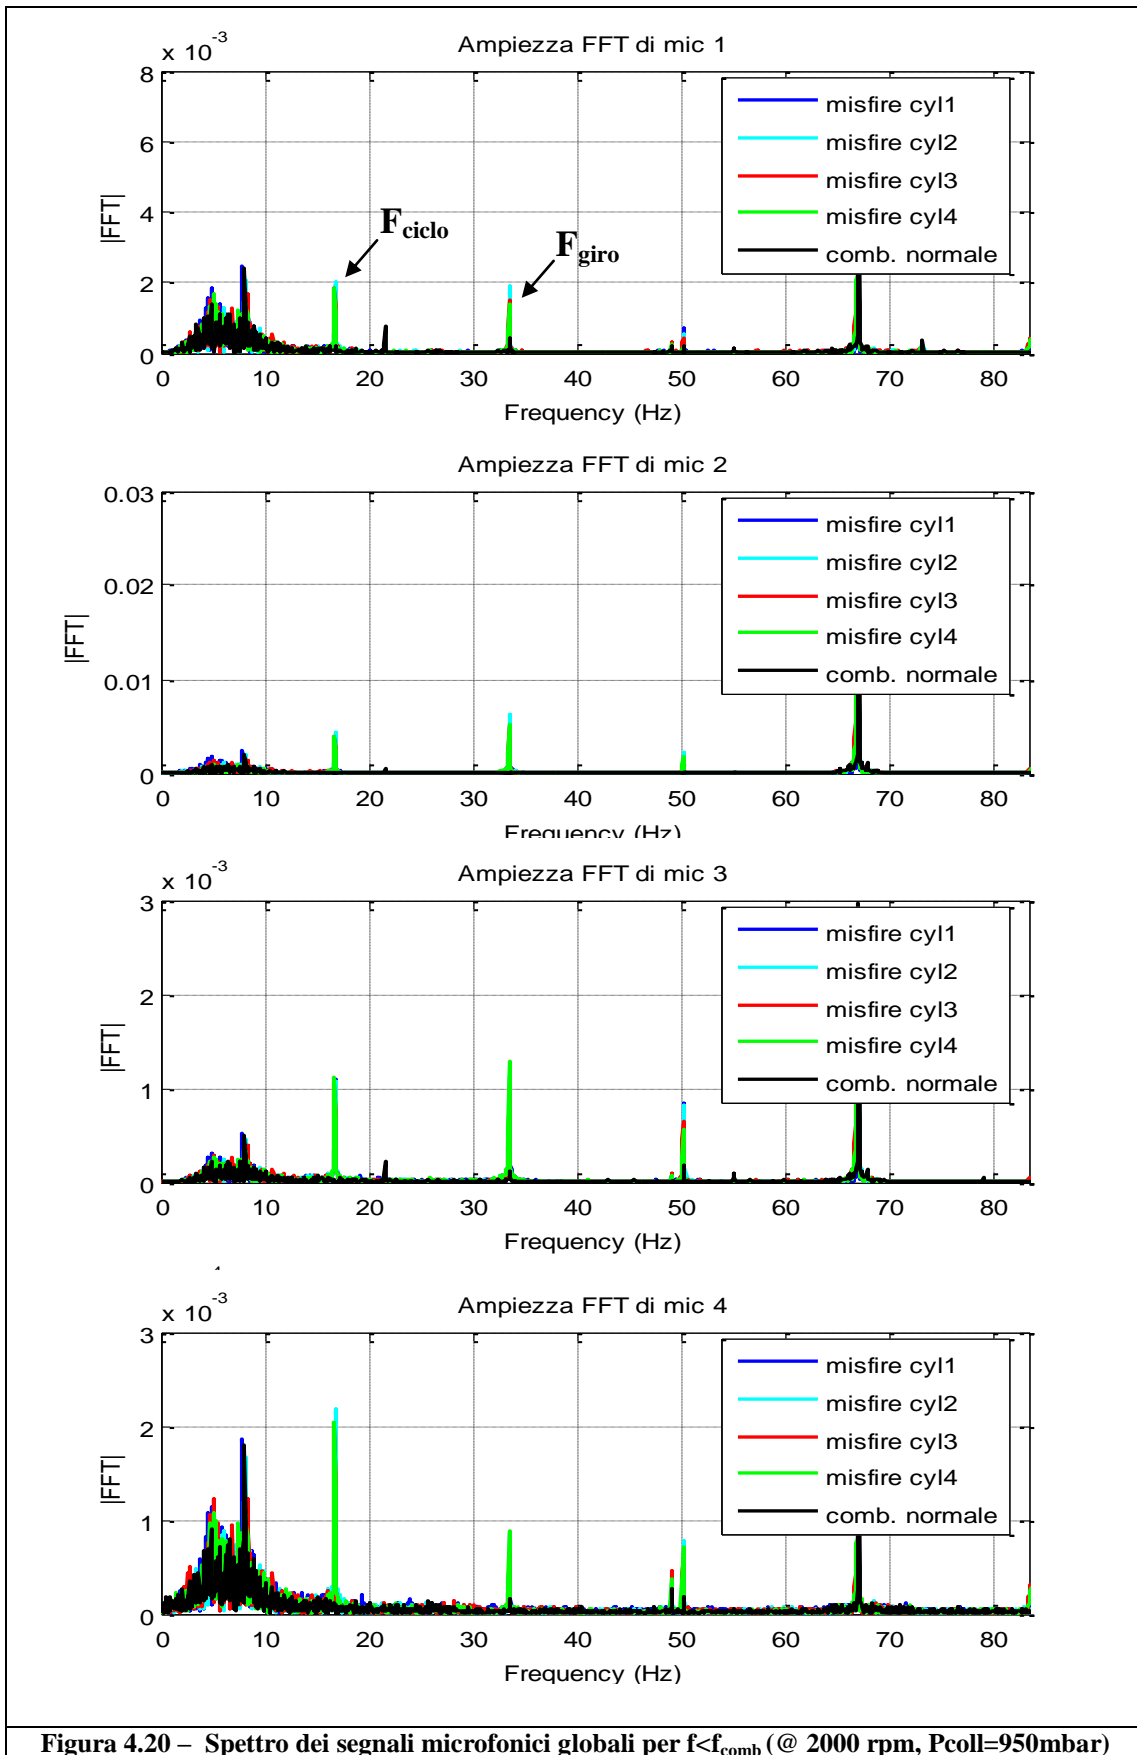 x 10-3
Ampiezza FFT di mic 1
8
6
4
2
0
|FFT|
Fciclo
Fgiro
misfire cyl1
misfire cyl2
misfire cyl3
misfire cyl4
comb. normale
0 10 20 30 40 50 60 70 80
Frequency (Hz)
Ampiezza FFT di mic 2
0.03
0.02
0.01
0
|FFT|
misfire cyl1
misfire cyl2
misfire cyl3
misfire cyl4
comb. normale
0 10 20 30 40 50 60 70 80
Frequency (Hz)
x 10-3
Ampiezza FFT di mic 3
3
2
1
0
|FFT|
misfire cyl1
misfire cyl2
misfire cyl3
misfire cyl4
comb. normale
0 10 20 30 40 50 60 70 80
Frequency (Hz)
x 10-3
Ampiezza FFT di mic 4
3
2
1
0
|FFT|
misfire cyl1
misfire cyl2
misfire cyl3
misfire cyl4
comb. normale
0 10 20 30 40 50 60 70 80
Frequency (Hz)
Figura 4.20 – Spettro dei segnali microfonici globali per f<fcomb (@ 2000 rpm, Pcoll=950mbar)